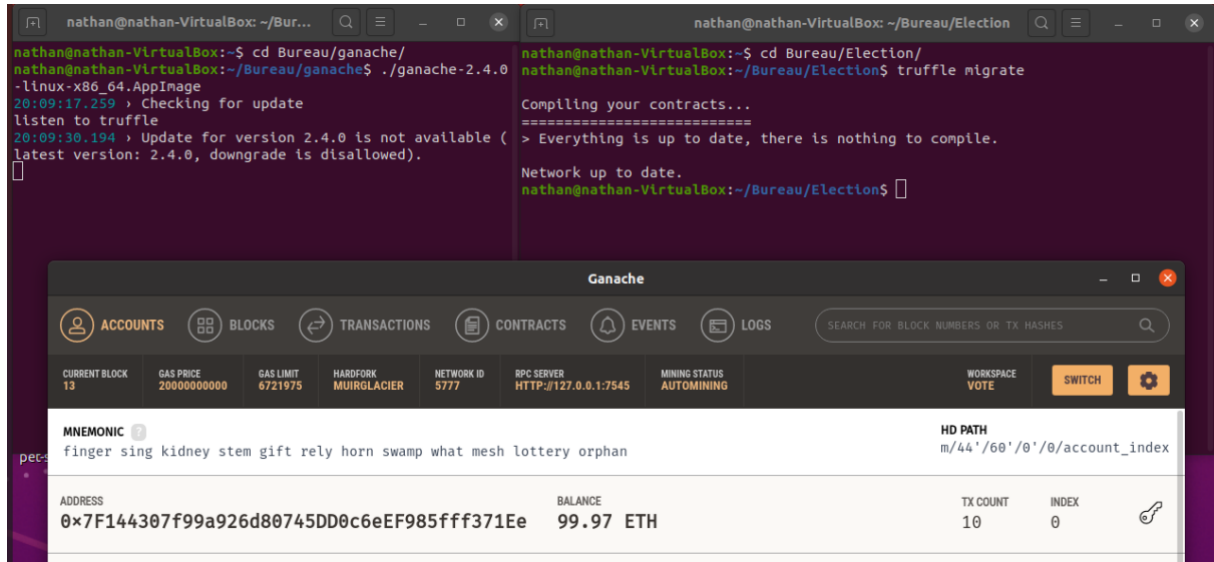 nathan@nathan-VirtualBox: ~/Bur...
nathan@nathan-VirtualBox:~$ cd Bureau/ganache/
nathan@nathan-VirtualBox:~/Bureau/ganache$ ./ganache-2.4.0
-linux-x86_64.AppImage
20:09:17.259 › Checking for update
listen to truffle
20:09:30.194 › Update for version 2.4.0 is not available (
latest version: 2.4.0, downgrade is disallowed).
nathan@nathan-VirtualBox: ~/Bureau/Election
nathan@nathan-VirtualBox:~$ cd Bureau/Election/
nathan@nathan-VirtualBox:~/Bureau/Election$ truffle migrate
Compiling your contracts...
===========================
> Everything is up to date, there is nothing to compile.
Network up to date.
nathan@nathan-VirtualBox:~/Bureau/Election$
Ganache
ACCOUNTS BLOCKS TRANSACTIONS CONTRACTS EVENTS LOGS SEARCH FOR BLOCK NUMBERS OR TX HASHES
CURRENT BLOCK GAS PRICE GAS LIMIT HARDFORK NETWORK ID RPC SERVER MINING STATUS WORKSPACE
13 20000000000 6721975 MUIRGLACIER 5777 HTTP://127.0.0.1:7545 AUTOMINING VOTE SWITCH
MNEMONIC ? HD PATH
finger sing kidney stem gift rely horn swamp what mesh lottery orphan m/44'/60'/0'/0/account_index
ADDRESS BALANCE TX COUNT INDEX
0×7F144307f99a926d80745DD0c6eEF985fff371Ee 99.97 ETH 10 0